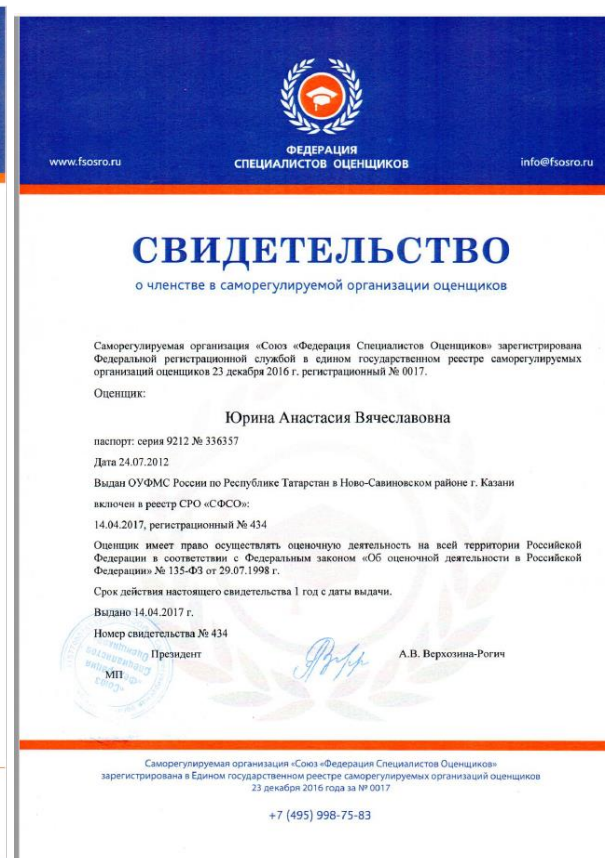 ФЕДЕРАЦИЯ
СПЕЦИАЛИСТОВ ОЦЕНЩИКОВ
www.fsosro.ru
info@fsosro.ru
СВИДЕТЕЛЬСТВО
о членстве в саморегулируемой организации оценщиков
Саморегулируемая организация «Союз «Федерация Специалистов Оценщиков» зарегистрирована
Федеральной регистрационной службой в едином государственном реестре саморегулируемых
организаций оценщиков 23 декабря 2016 г. регистрационный № 0017.
Оценщик:
Юрина Анастасия Вячеславовна
паспорт: серия 9212 № 336357
Дата 24.07.2012
Выдан ОУФМС России по Республике Татарстан в Ново-Савиновском районе г. Казани
включен в реестр СРО «СФСО»:
14.04.2017, регистрационный № 434
Оценщик имеет право осуществлять оценочную деятельность на всей территории Российской
Федерации в соответствии с Федеральным законом «Об оценочной деятельности в Российской
Федерации» № 135-ФЗ от 29.07.1998 г.
Срок действия настоящего свидетельства 1 год с даты выдачи.
Выдано 14.04.2017 г.
Номер свидетельства № 434
Президент
А.В. Верхозина-Рогич
МП
«Союз
«Федерация
Специалистов
Оценщиков»
Саморегулируемая организация «Союз «Федерация Специалистов Оценщиков»
зарегистрирована в Едином государственном реестре саморегулируемых организаций оценщиков
23 декабря 2016 года за № 0017
+7 (495) 998-75-83